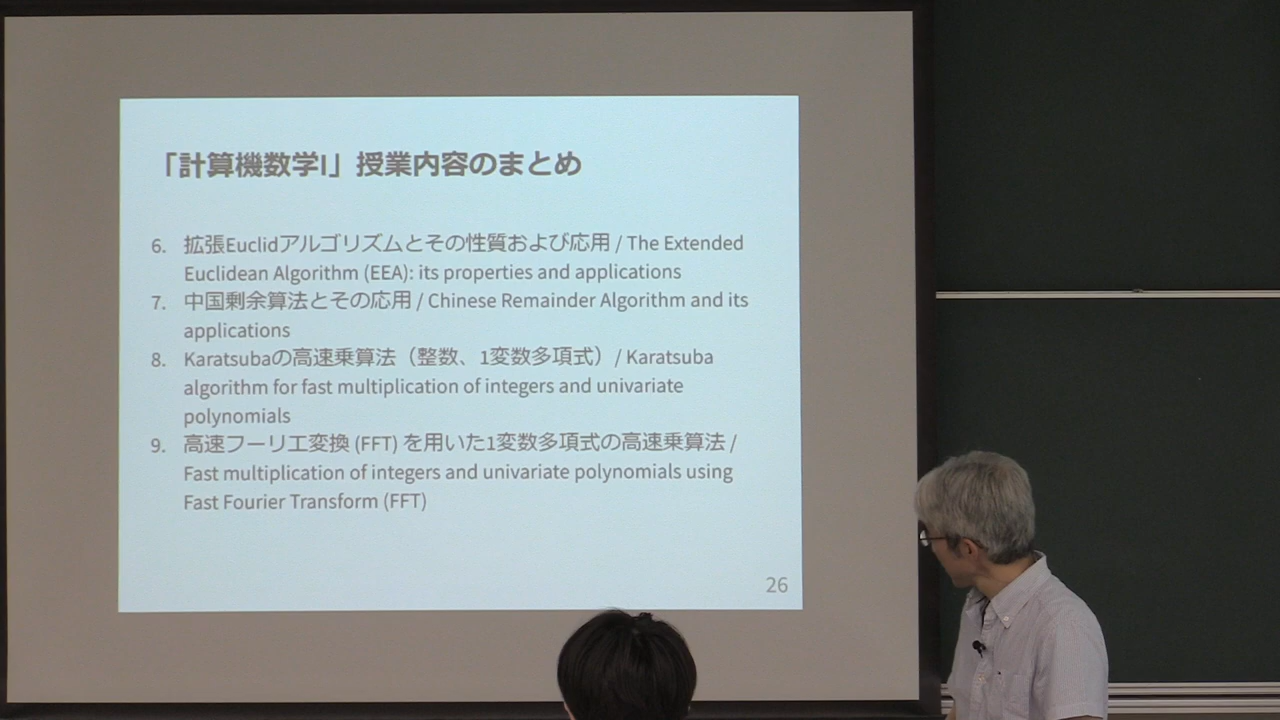 「計算機数学I」授業内容のまとめ
6. 拡張Euclidアルゴリズムとその性質および応用 / The Extended
Euclidean Algorithm (EEA): its properties and applications
7. 中国剰余算法とその応用 / Chinese Remainder Algorithm and its
applications
8. Karatsubaの高速乗算法（整数、1変数多項式）/ Karatsuba
algorithm for fast multiplication of integers and univariate
polynomials
9. 高速フーリエ変換 (FFT) を用いた1変数多項式の高速乗算法 /
Fast multiplication of integers and univariate polynomials using
Fast Fourier Transform (FFT)
26